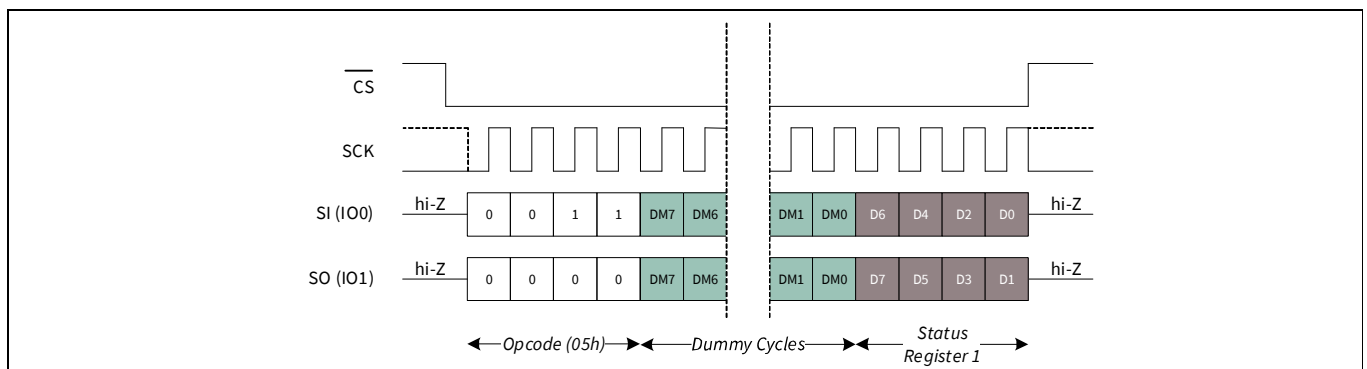 CS
SCK
SI (IO0) hi-Z 0 0 1 1 DM7 DM6 DM1 DM0 D6 D4 D2 D0 hi-Z
SO (IO1) hi-Z 0 0 0 0 DM7 DM6 DM1 DM0 D7 D5 D3 D1 hi-Z
Opcode (05h) Dummy Cycles Status
Register 1